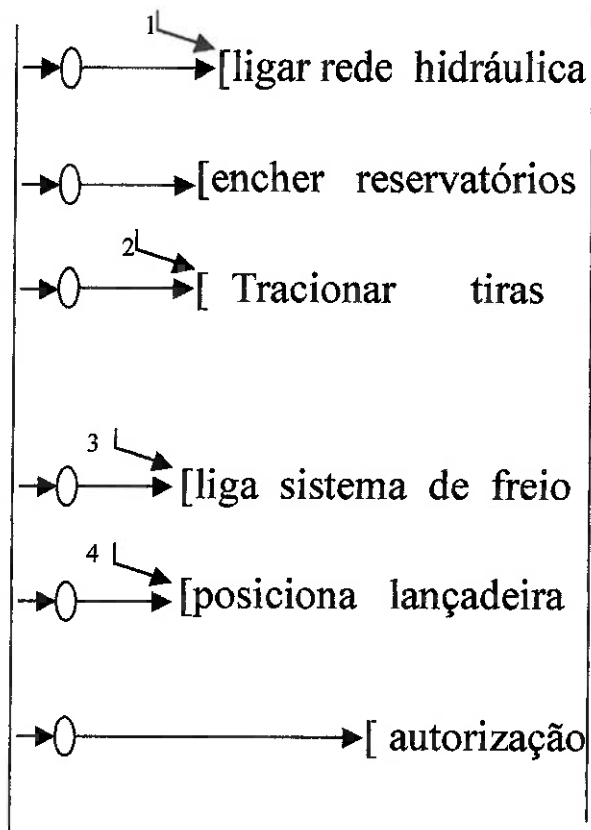 1
[ligar rede hidráulica
[encher reservatórios
2
[ Tracionar tiras
3
[liga sistema de freio
4
[posiciona lançadeira
[ autorização